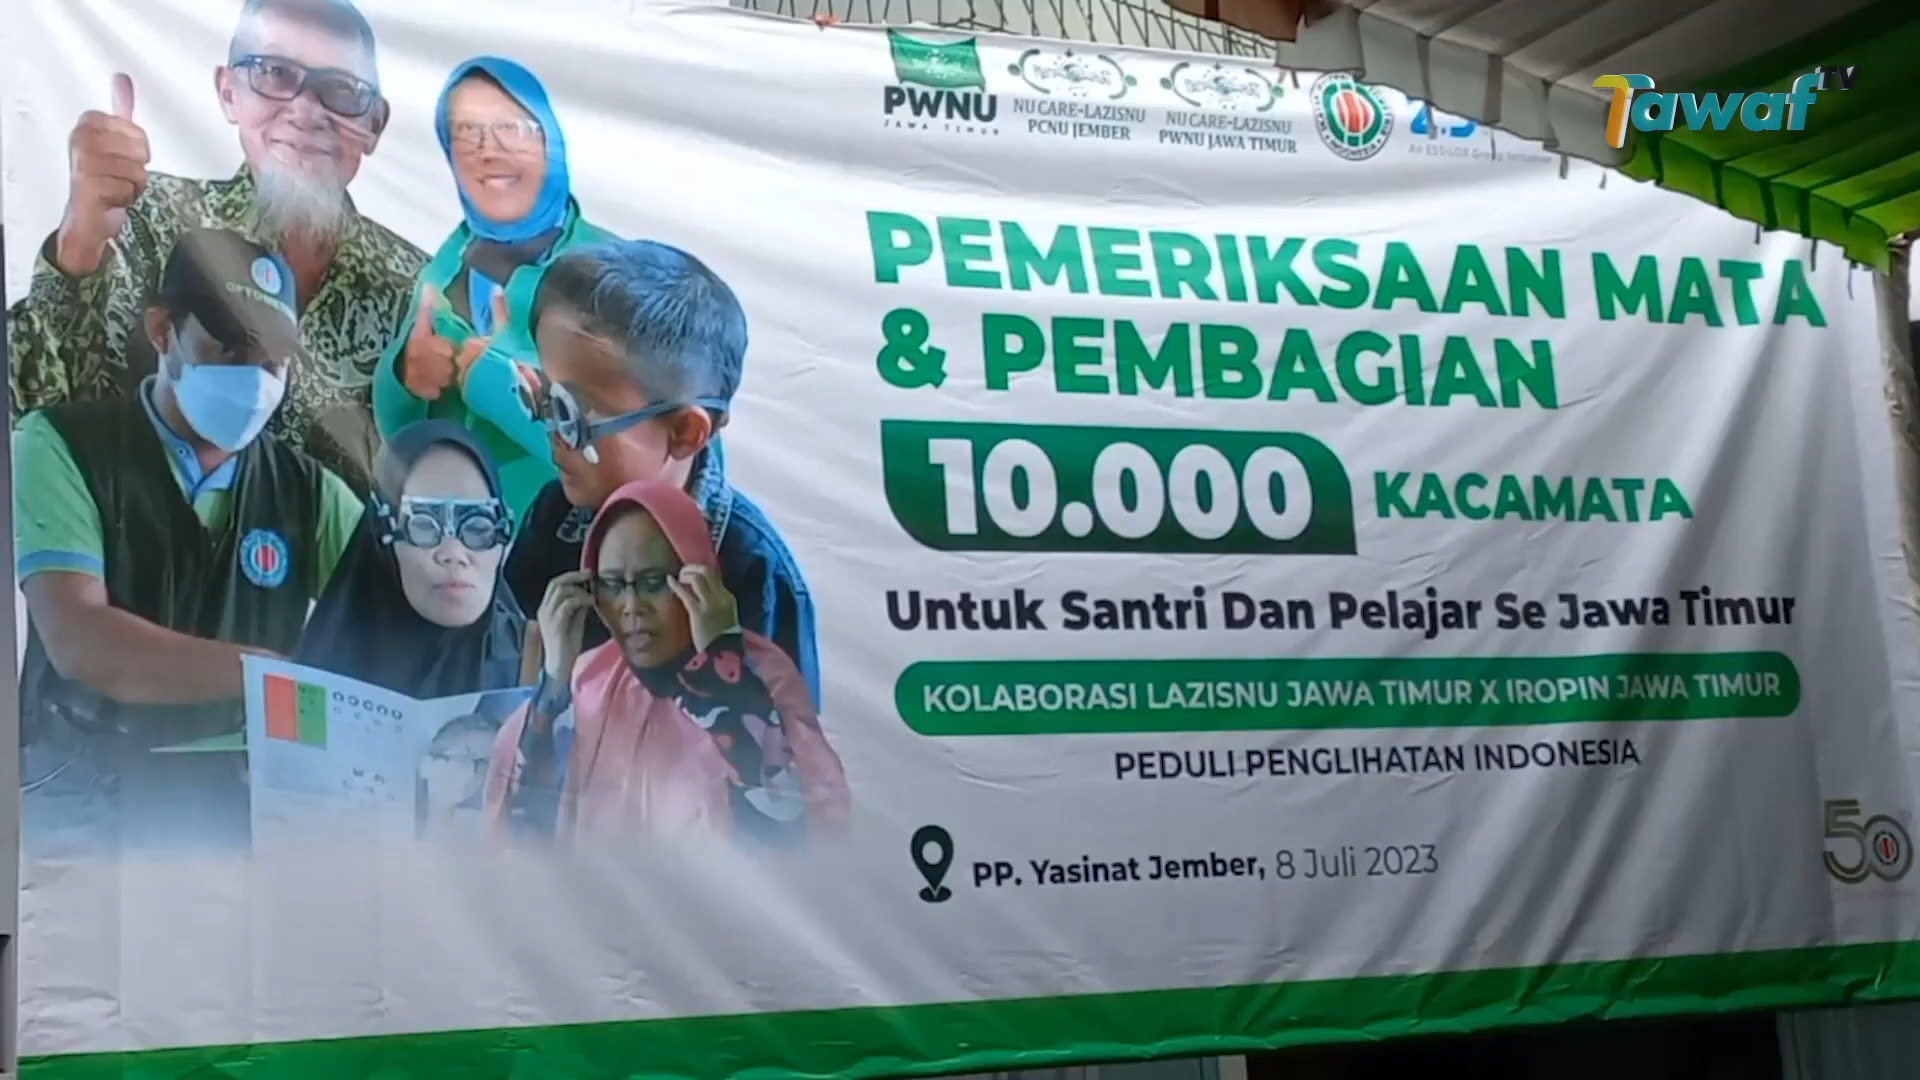 PWNU
JAWA TIMUR
NU CARE-LAZISNU
PCNU JEMBER
NU CARE-LAZISNU
PWNU JAWA TIMUR
Tawaf TV
PEMERIKSAAN MATA
& PEMBAGIAN
10.000 KACAMATA
Untuk Santri Dan Pelajar Se Jawa Timur
KOLABORASI LAZISNU JAWA TIMUR X IROPIN JAWA TIMUR
PEDULI PENGLIHATAN INDONESIA
PP. Yasinat Jember, 8 Juli 2023
50